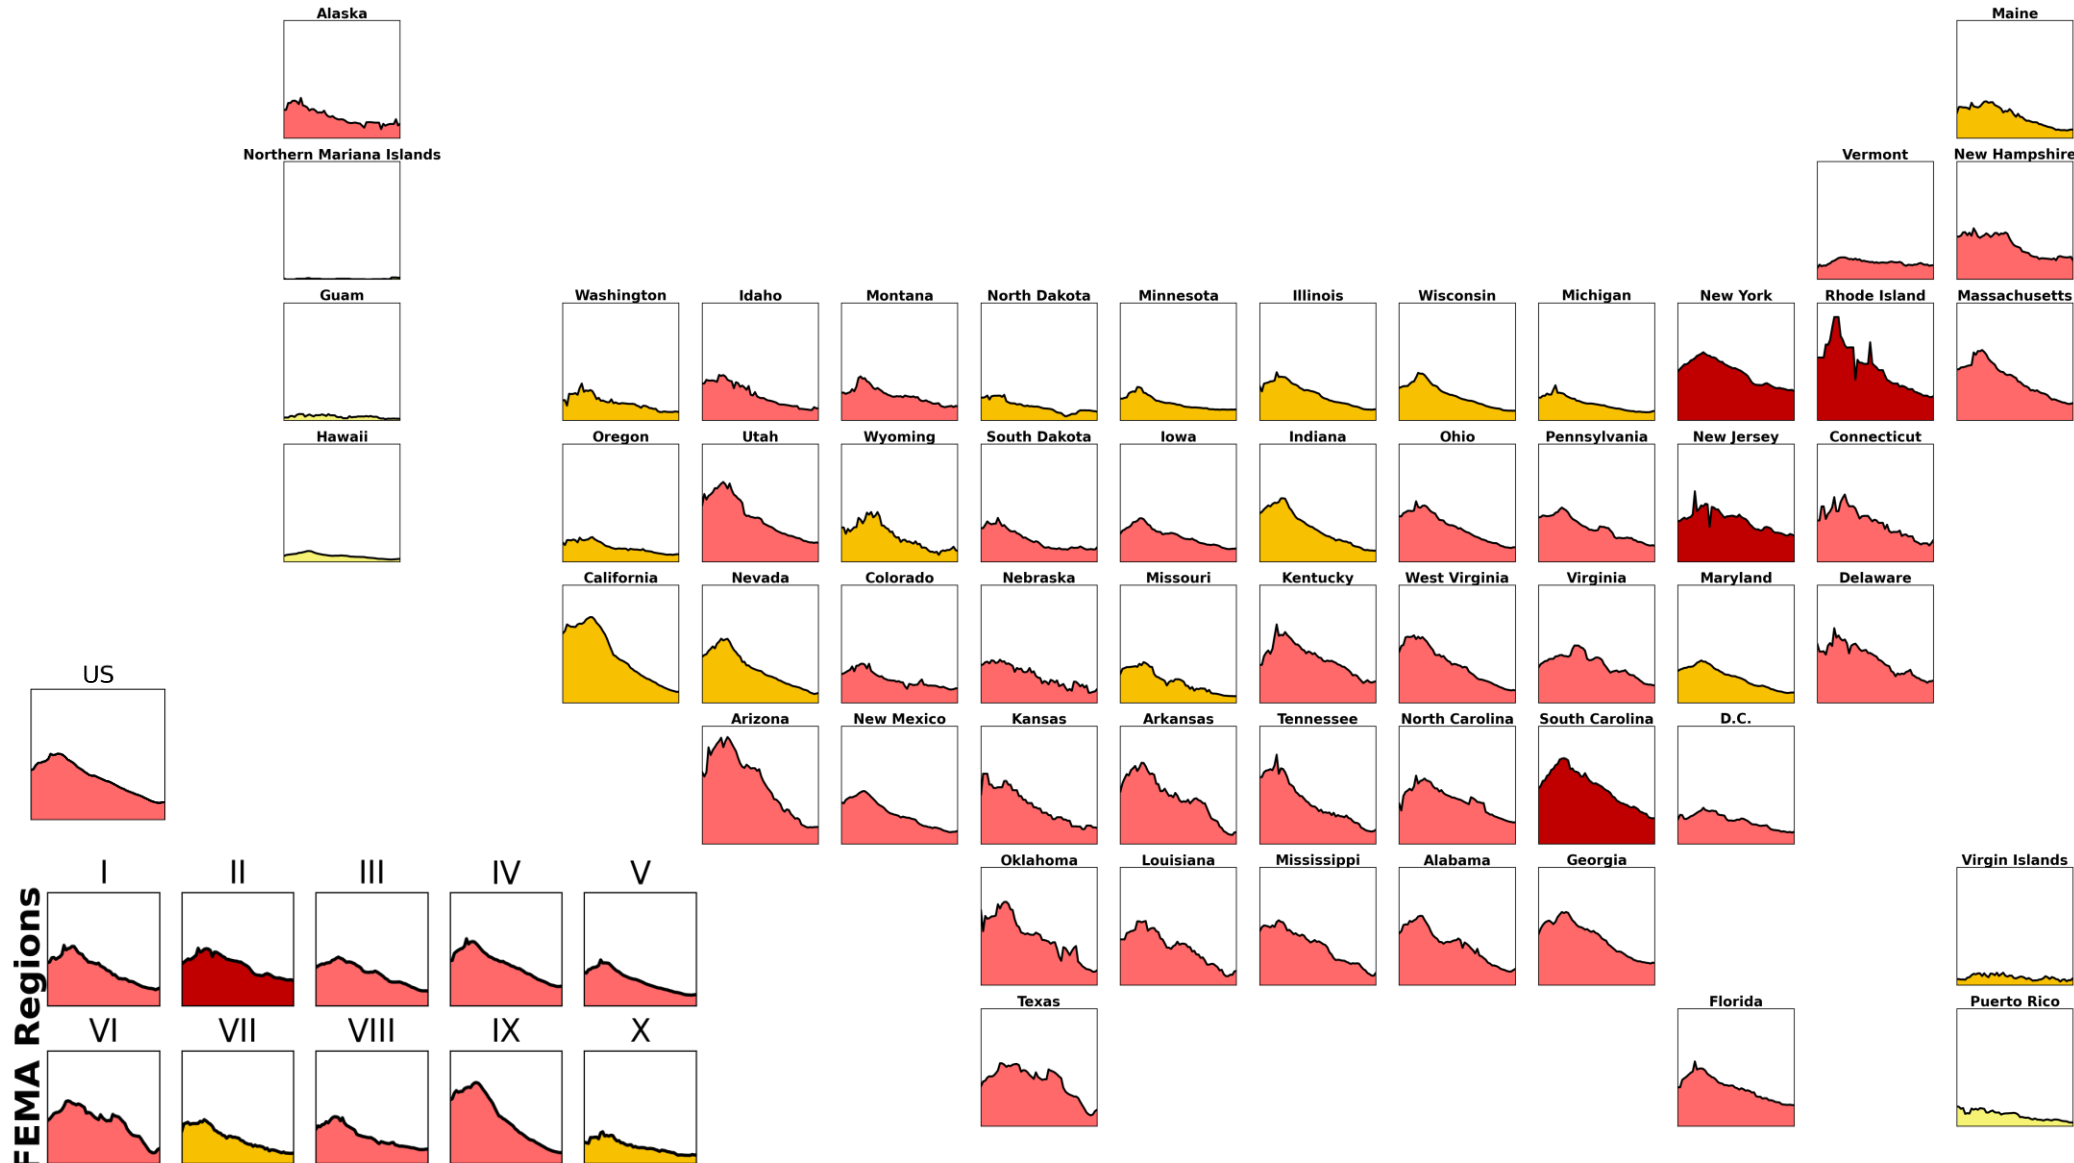 Alaska
Maine
Northern Mariana Islands
Vermont
New Hampshire
Guam
Washington
Idaho
Montana
North Dakota
Minnesota
Illinois
Wisconsin
Michigan
New York
Rhode Island
Massachusetts
Hawaii
Oregon
Utah
Wyoming
South Dakota
Iowa
Indiana
Ohio
Pennsylvania
New Jersey
Connecticut
California
Nevada
Colorado
Nebraska
Missouri
Kentucky
West Virginia
Virginia
Maryland
Delaware
US
Arizona
New Mexico
Kansas
Arkansas
Tennessee
North Carolina
South Carolina
D.C.
Oklahoma
Louisiana
Mississippi
Alabama
Georgia
Virgin Islands
FEMA Regions
I
II
III
IV
V
Texas
Florida
Puerto Rico
VI
VII
VIII
IX
X